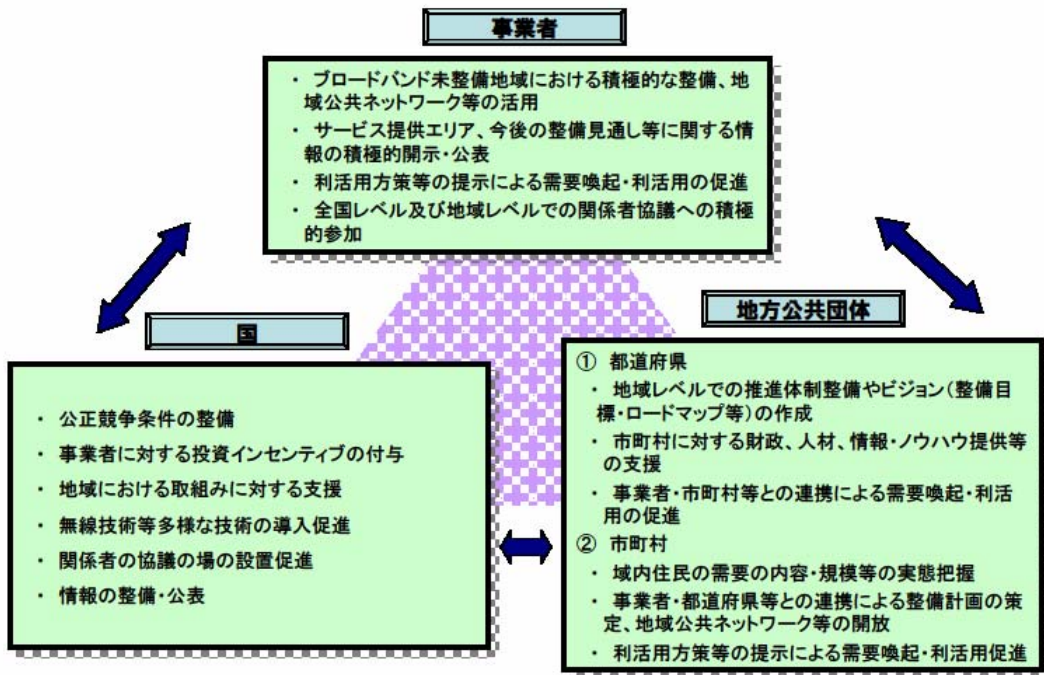 事業者
・ ブロードバンド未整備地域における積極的な整備、地
域公共ネットワーク等の活用
・ サービス提供エリア、今後の整備見通し等に関する情
報の積極的開示・公表
・ 利活用方策等の提示による需要喚起・利活用の促進
・ 全国レベル及び地域レベルでの関係者協議への積極
的参加
国
・ 公正競争条件の整備
・ 事業者に対する投資インセンティブの付与
・ 地域における取組みに対する支援
・ 無線技術等多様な技術の導入促進
・ 関係者の協議の場の設置促進
・ 情報の整備・公表
地方公共団体
① 都道府県
・ 地域レベルでの推進体制整備やビジョン(整備目
標・ロードマップ等)の作成
・ 市町村に対する財政、人材、情報・ノウハウ提供等
の支援
・ 事業者・市町村等との連携による需要喚起・利活
用の促進
② 市町村
・ 域内住民の需要の内容・規模等の実態把握
・ 事業者・都道府県等との連携による整備計画の策
定、地域公共ネットワーク等の開放
・ 利活用方策等の提示による需要喚起・利活用促進